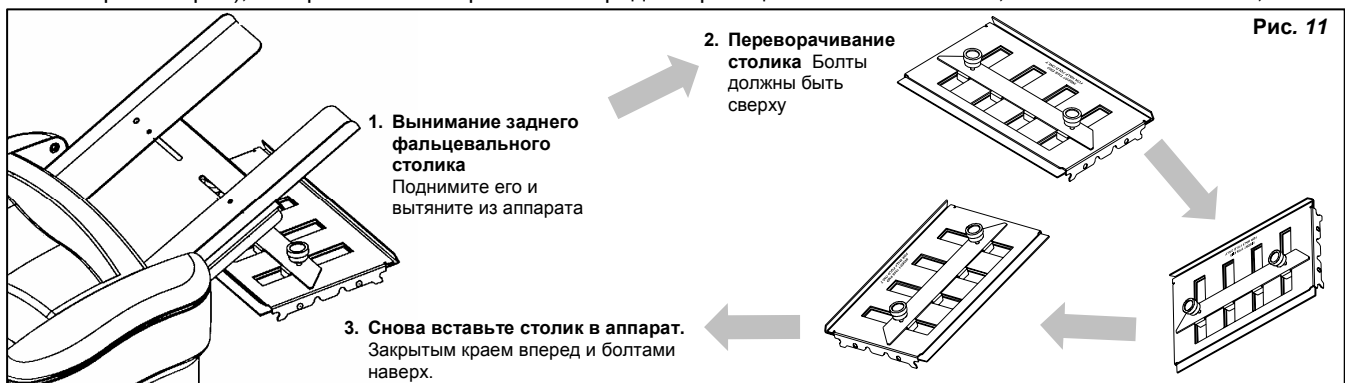 Рис. 11
1. Вынимание заднего
фальцевального
столика
Поднимите его и
вытяните из аппарата
2. Переворачивание
столика Болты
должны быть
сверху
3. Снова вставьте столик в аппарат.
Закрытым краем вперед и болтами
наверх.